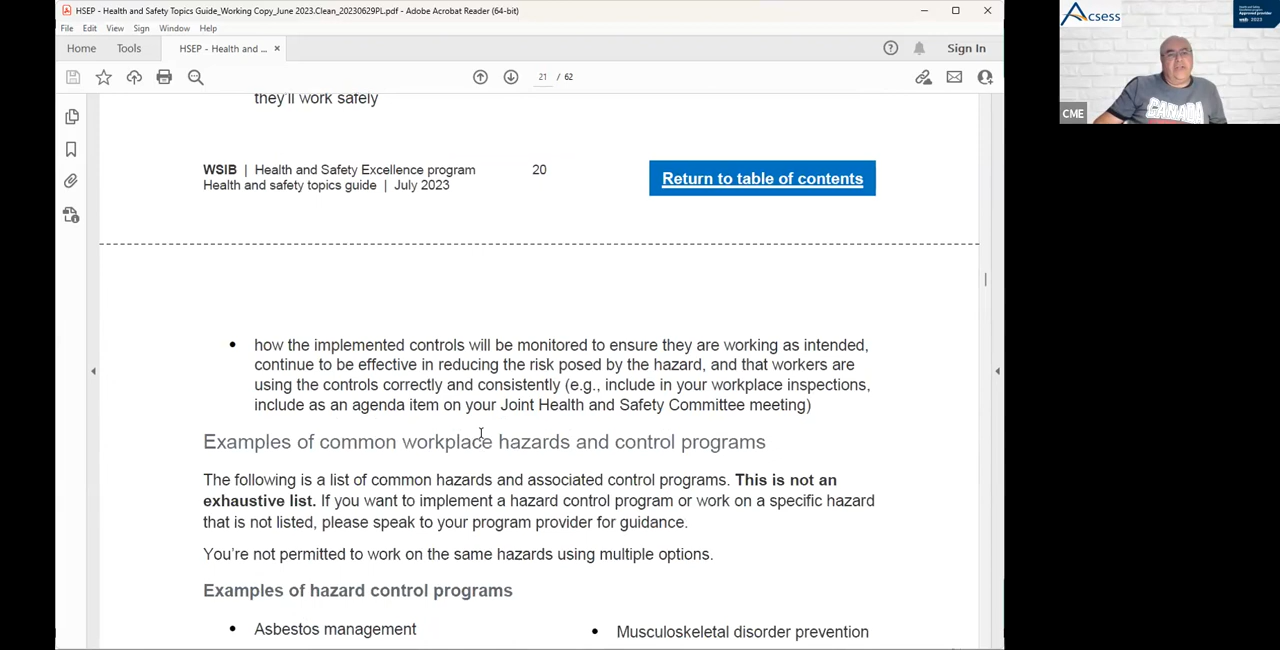 HSEP - Health and Safety Topics Guide_Working Copy_June 2023.Clean_20230629PL.pdf - Adobe Acrobat Reader (64-bit)
File Edit View Sign Window Help
Home Tools HSEP - Health and ... × Sign In
21 / 62
they'll work safely
WSIB | Health and Safety Excellence program 20
Health and safety topics guide | July 2023
Return to table of contents
• how the implemented controls will be monitored to ensure they are working as intended,
continue to be effective in reducing the risk posed by the hazard, and that workers are
using the controls correctly and consistently (e.g., include in your workplace inspections,
include as an agenda item on your Joint Health and Safety Committee meeting)
Examples of common workplace hazards and control programs
The following is a list of common hazards and associated control programs. This is not an
exhaustive list. If you want to implement a hazard control program or work on a specific hazard
that is not listed, please speak to your program provider for guidance.
You're not permitted to work on the same hazards using multiple options.
Examples of hazard control programs
• Asbestos management
• Musculoskeletal disorder prevention
Acsess
CANADA
CME